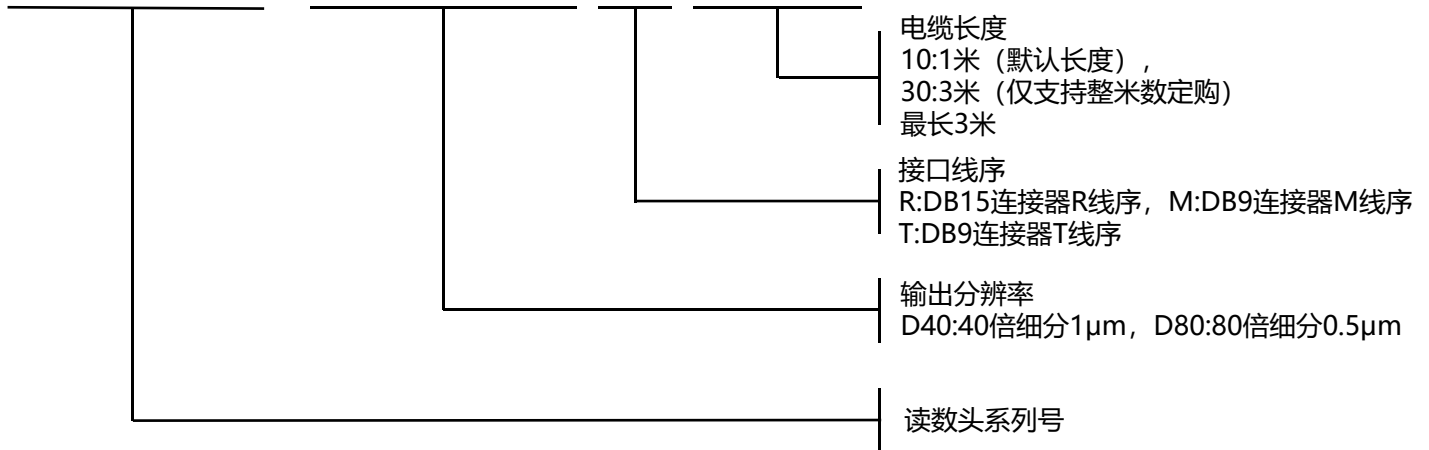 电缆长度
10:1米（默认长度）,
30:3米（仅支持整米数定购）
最长3米
接口线序
R:DB15连接器R线序，M:DB9连接器M线序
T:DB9连接器T线序
输出分辨率
D40:40倍细分1μm，D80:80倍细分0.5μm
读数头系列号